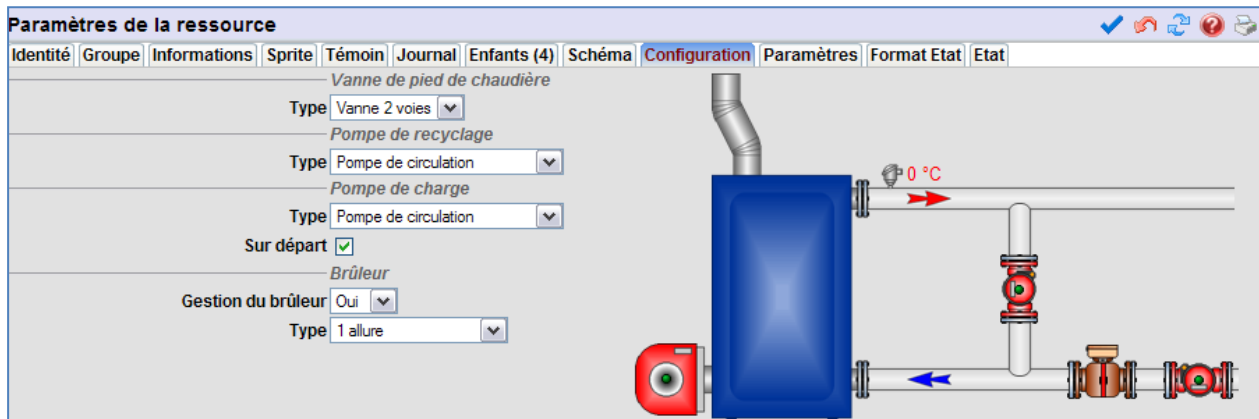 Paramètres de la ressource
Identité Groupe Informations Sprite Témoin Journal Enfants (4) Schéma Configuration Paramètres Format Etat Etat
Vanne de pied de chaudière
Type Vanne 2 voies
Pompe de recyclage
Type Pompe de circulation
Pompe de charge
Type Pompe de circulation
Sur départ
Brûleur
Gestion du brûleur Oui
Type 1 allure
0 °C